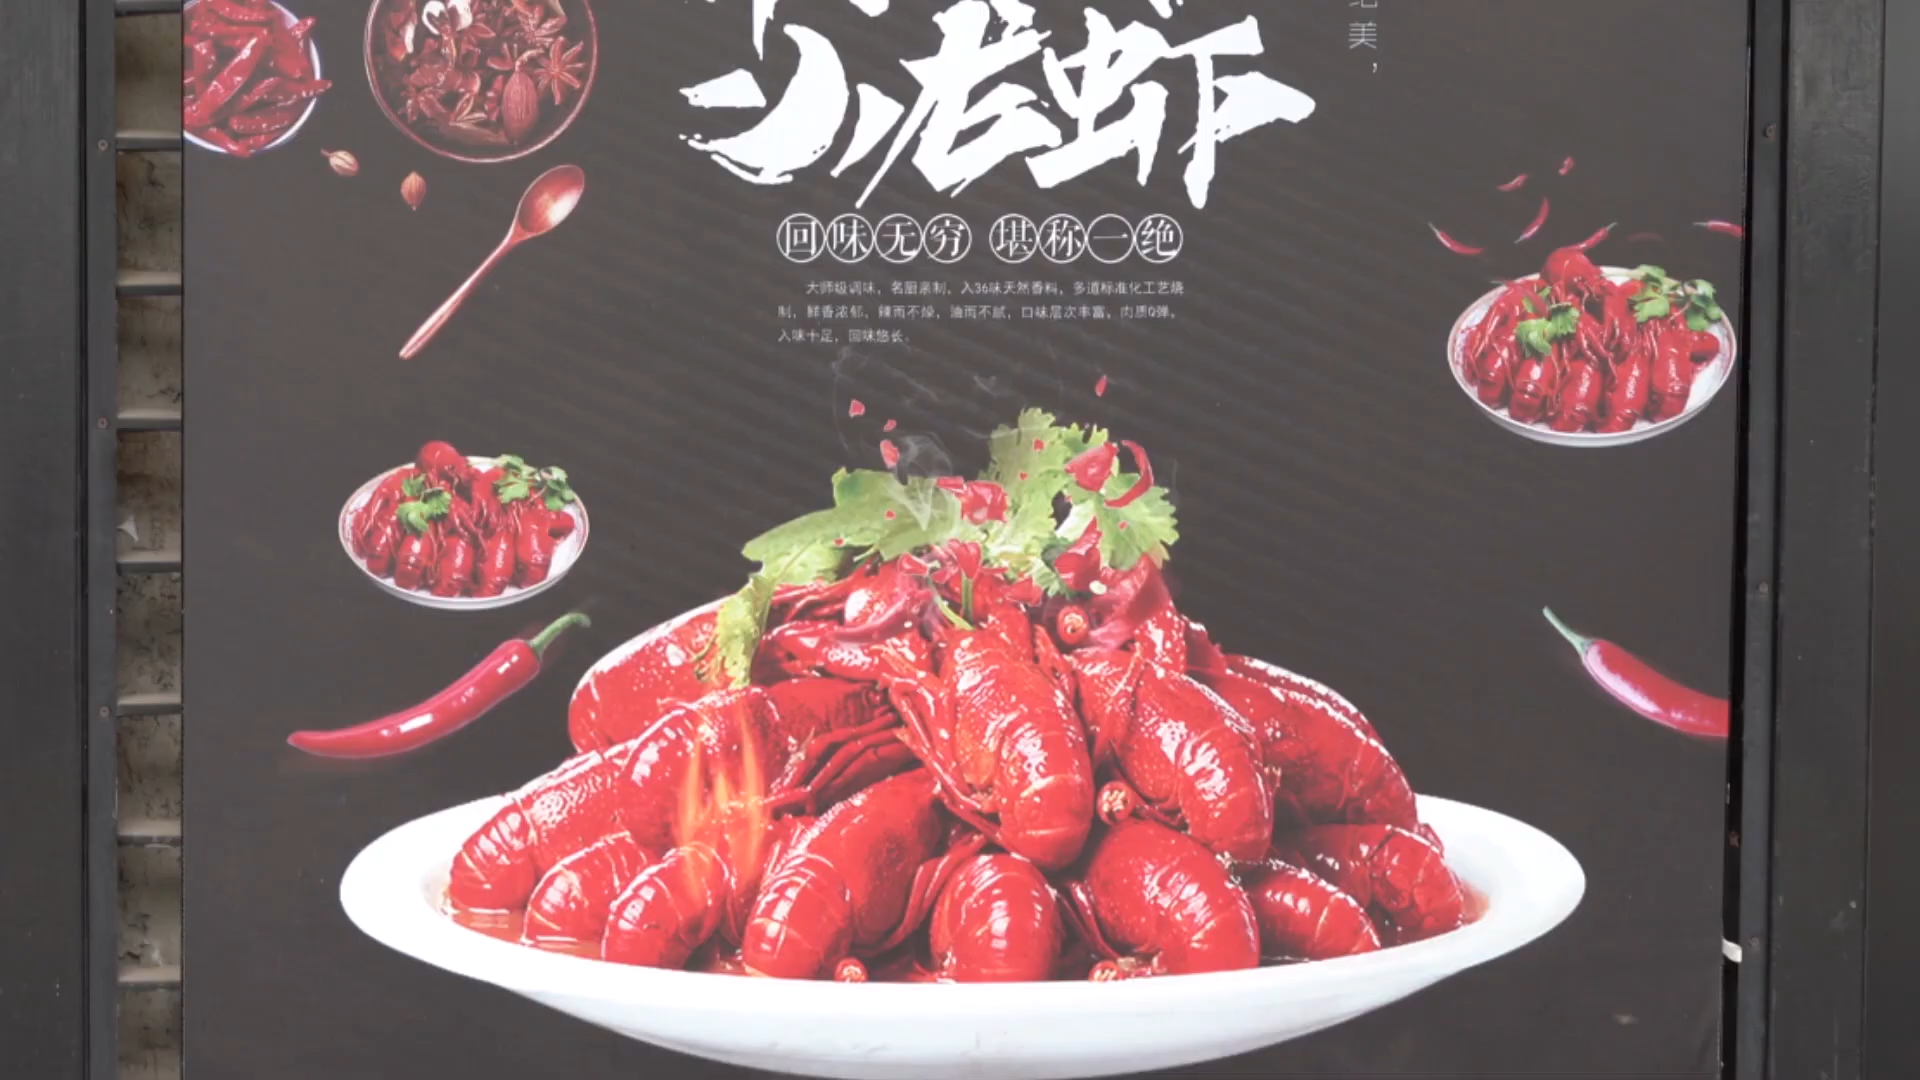 小龙虾
美，
回味无穷 堪称一绝
大师级调味，名厨亲制，入36味天然香料，多道标准化工艺烧
制，鲜香浓郁，辣而不燥，油而不腻，口味层次丰富，肉质Q弹，
入味十足，回味悠长。